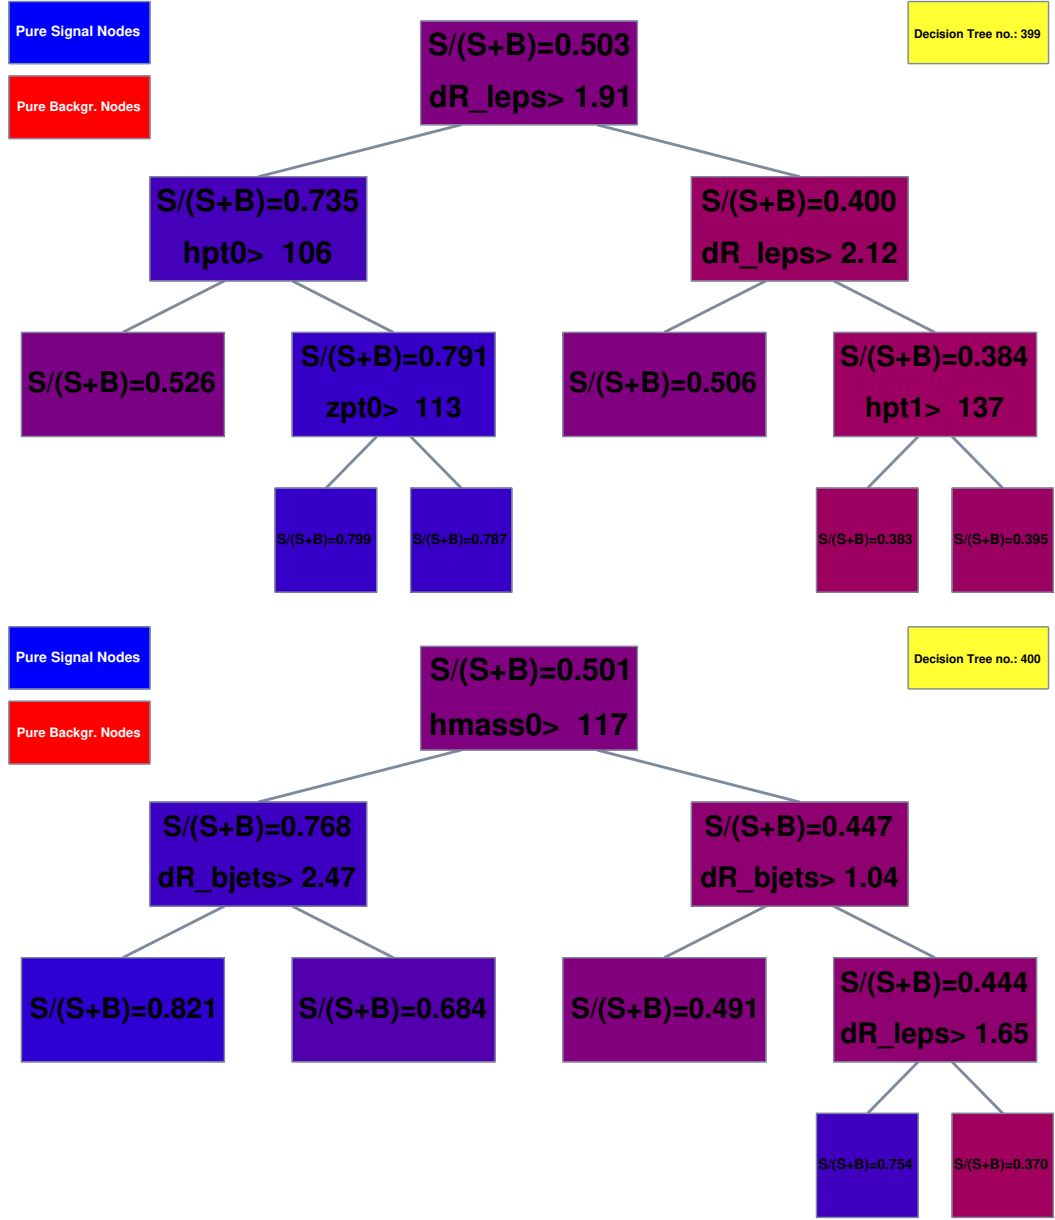 Pure Signal Nodes
Pure Backgr. Nodes
Decision Tree no.: 399
S/(S+B)=0.503
dR_leps> 1.91
S/(S+B)=0.735
hpt0> 106
S/(S+B)=0.400
dR_leps> 2.12
S/(S+B)=0.526
S/(S+B)=0.791
zpt0> 113
S/(S+B)=0.506
S/(S+B)=0.384
hpt1> 137
S/(S+B)=0.799
S/(S+B)=0.787
S/(S+B)=0.383
S/(S+B)=0.395
Pure Signal Nodes
Pure Backgr. Nodes
Decision Tree no.: 400
S/(S+B)=0.501
hmass0> 117
S/(S+B)=0.768
dR_bjets> 2.47
S/(S+B)=0.447
dR_bjets> 1.04
S/(S+B)=0.821
S/(S+B)=0.684
S/(S+B)=0.491
S/(S+B)=0.444
dR_leps> 1.65
S/(S+B)=0.754
S/(S+B)=0.370